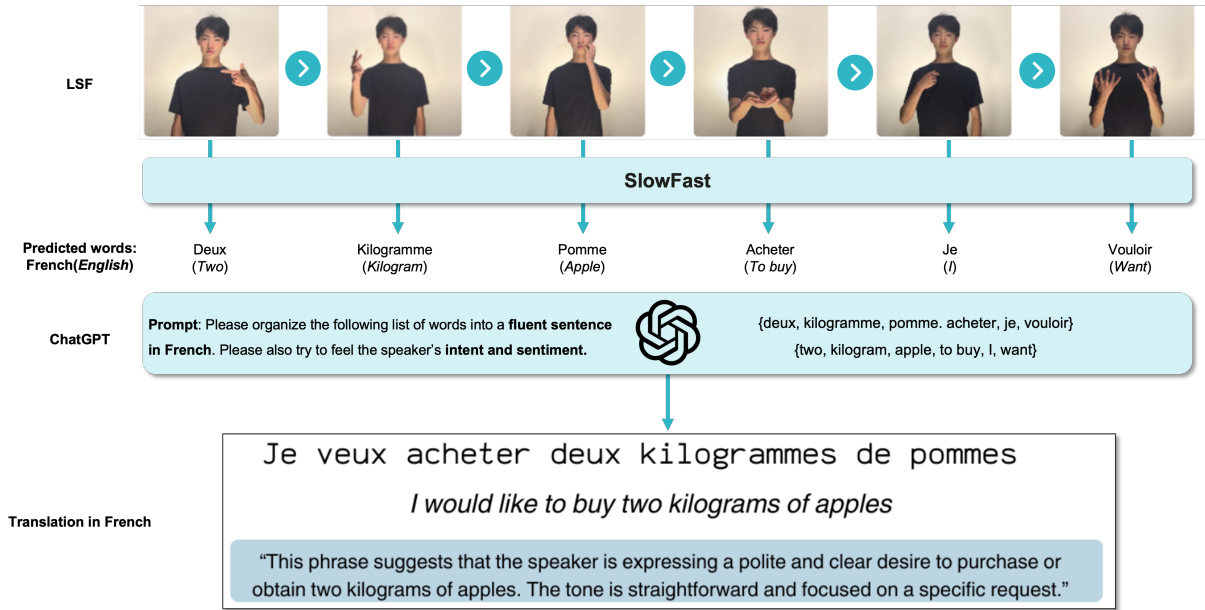 LSF
SlowFast
Predicted words:
French(English)
Deux
(Two)
Kilogramme
(Kilogram)
Pomme
(Apple)
Acheter
(To buy)
Je
(I)
Vouloir
(Want)
ChatGPT
Prompt: Please organize the following list of words into a fluent sentence
in French. Please also try to feel the speaker's intent and sentiment.
{deux, kilogramme, pomme. acheter, je, vouloir}
{two, kilogram, apple, to buy, I, want}
Translation in French
Je veux acheter deux kilogrammes de pommes
I would like to buy two kilograms of apples
“This phrase suggests that the speaker is expressing a polite and clear desire to purchase or
obtain two kilograms of apples. The tone is straightforward and focused on a specific request.”